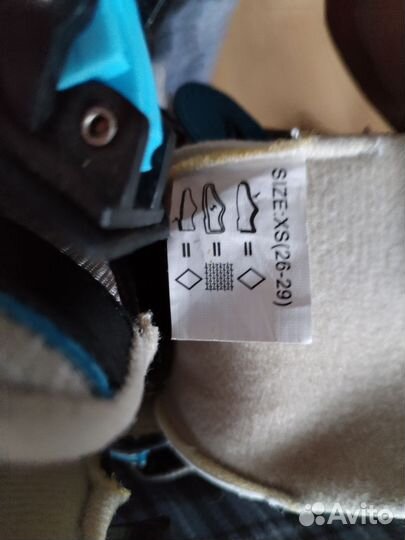 SIZE:XS(26-29)
= = =
Avito